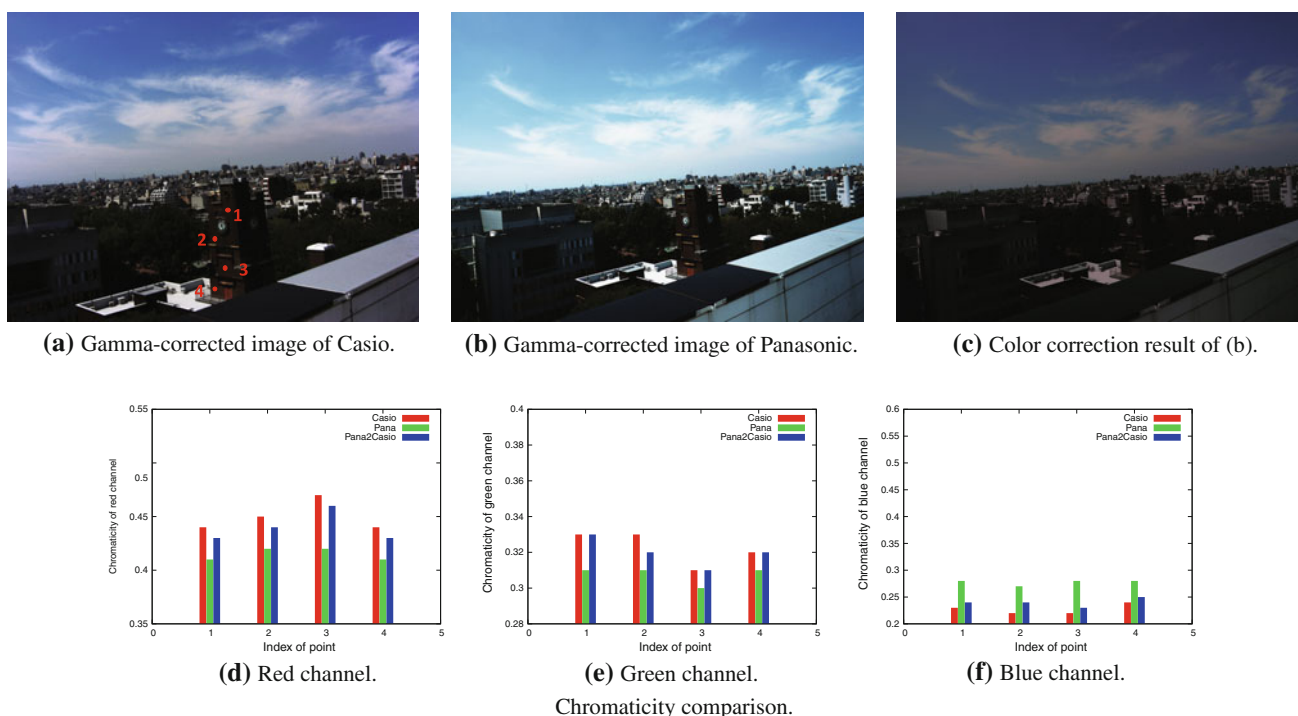 1
2
3
4
(a) Gamma-corrected image of Casio.
(b) Gamma-corrected image of Panasonic.
(c) Color correction result of (b).
0.55
0.5
0.45
0.4
0.35
0 1 2 3 4 5
Chromaticity of red channel
Index of point
Casio
Pana
Pana2Casio
(d) Red channel.
0.4
0.38
0.36
0.34
0.32
0.3
0.28
0 1 2 3 4 5
Chromaticity of green channel
Index of point
Casio
Pana
Pana2Casio
(e) Green channel.
0.6
0.55
0.5
0.45
0.4
0.35
0.3
0.25
0.2
0 1 2 3 4 5
Chromaticity of blue channel
Index of point
Casio
Pana
Pana2Casio
(f) Blue channel.
Chromaticity comparison.